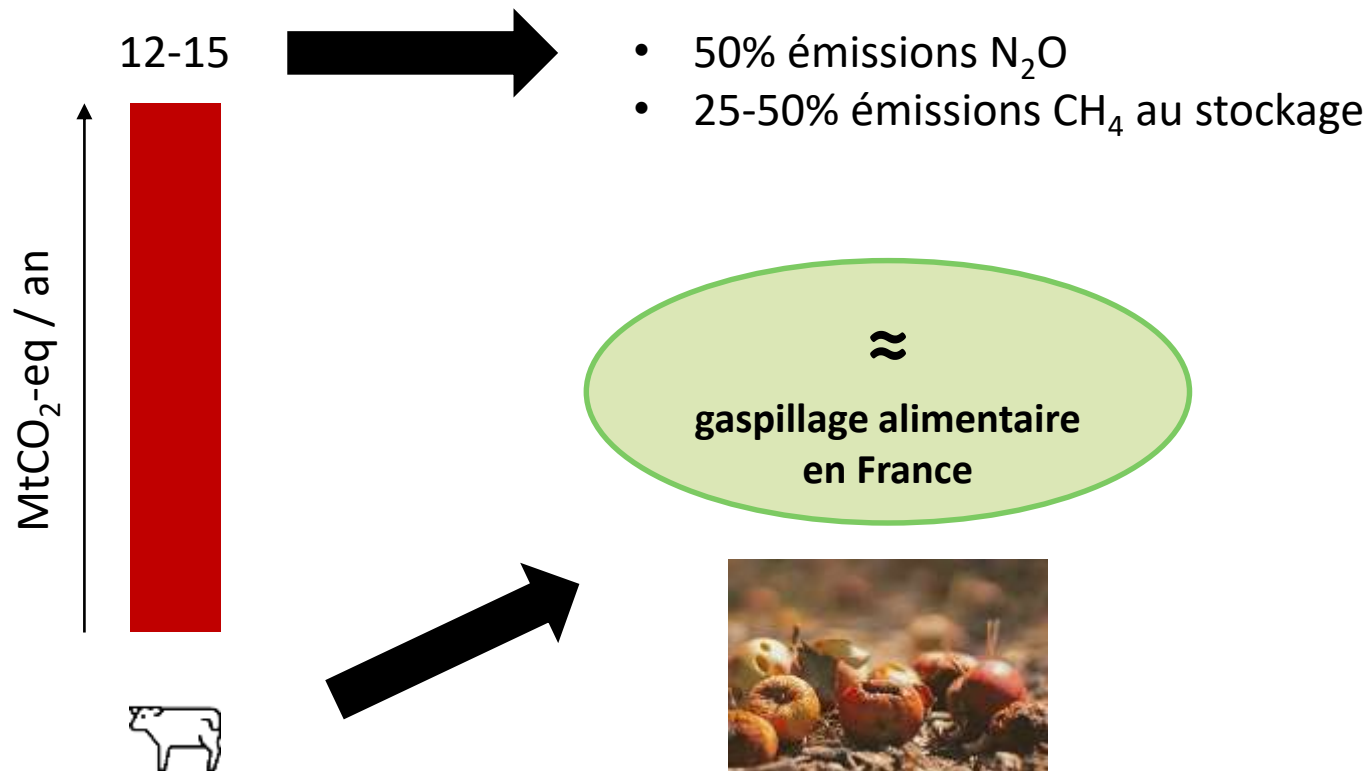 12-15
• 50% émissions N₂O
• 25-50% émissions CH₄ au stockage
MtCO₂-eq / an
≈
gaspillage alimentaire
en France